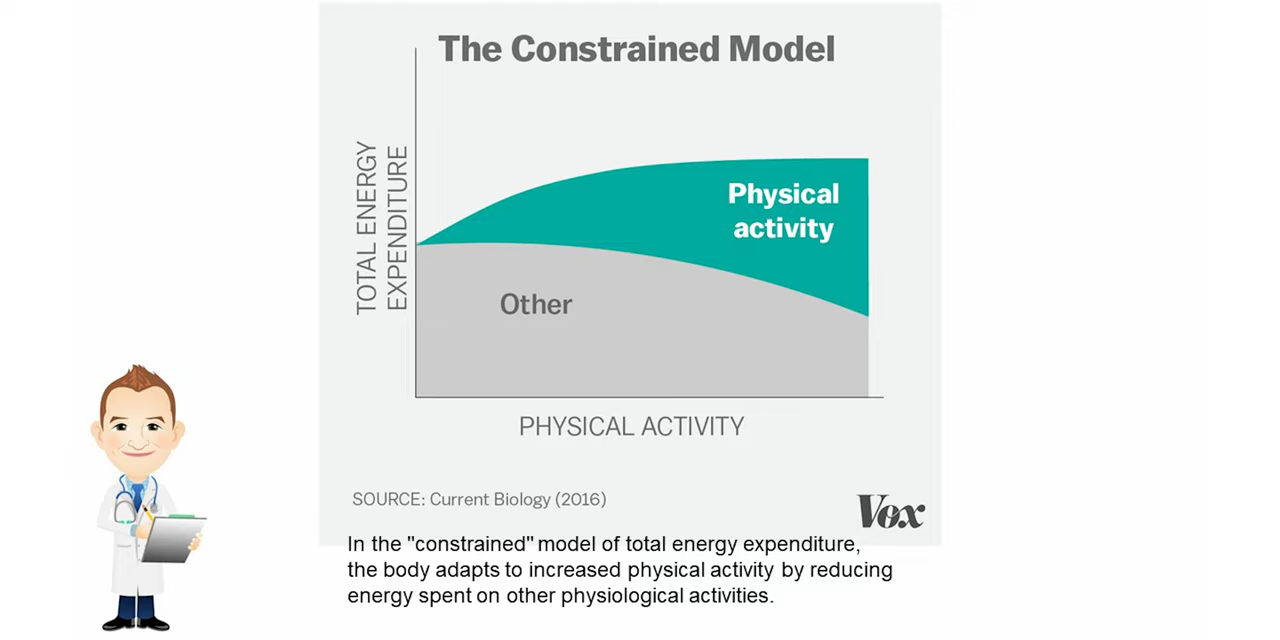 The Constrained Model
TOTAL ENERGY
EXPENDITURE
Physical
activity
Other
PHYSICAL ACTIVITY
SOURCE: Current Biology (2016)
Vox
In the "constrained" model of total energy expenditure,
the body adapts to increased physical activity by reducing
energy spent on other physiological activities.